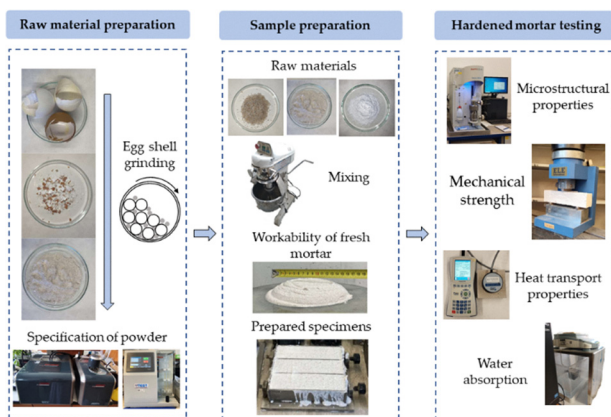 Raw material preparation
Egg shell
grinding
Specification of powder
Sample preparation
Raw materials
Mixing
Workability of fresh
mortar
Prepared specimens
Hardened mortar testing
Microstructural
properties
Mechanical
strength
ELE
Heat transport
properties
Water
absorption